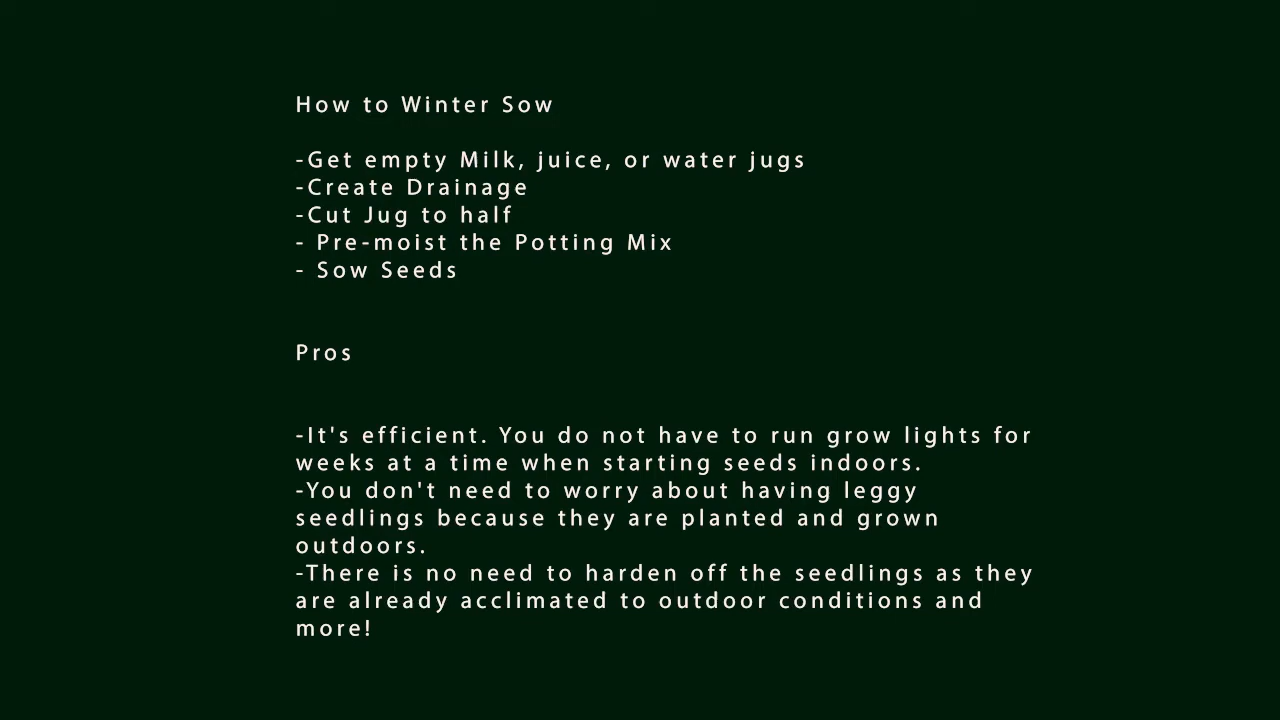 How to Winter Sow
-Get empty Milk, juice, or water jugs
-Create Drainage
-Cut Jug to half
- Pre-moist the Potting Mix
- Sow Seeds
Pros
-It's efficient. You do not have to run grow lights for
weeks at a time when starting seeds indoors.
-You don't need to worry about having leggy
seedlings because they are planted and grown
outdoors.
-There is no need to harden off the seedlings as they
are already acclimated to outdoor conditions and
more!